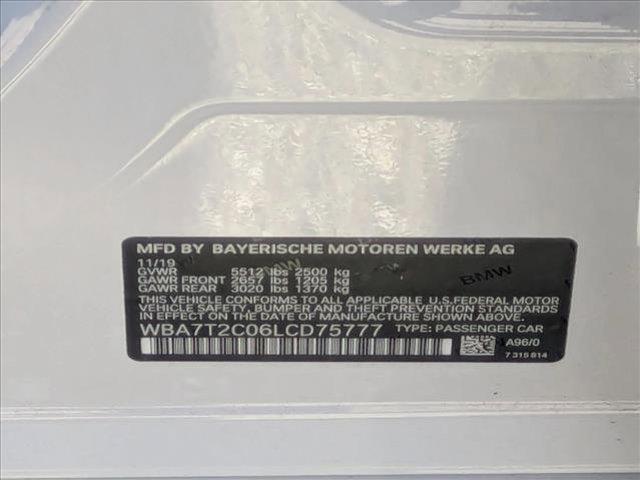 MFD BY BAYERISCHE MOTOREN WERKE AG
11/19
GVWR 5512 lbs 2500 kg
GAWR FRONT 2657 lbs 1205 kg
GAWR REAR 3020 lbs 1370 kg
BMW
BMW
THIS VEHICLE CONFORMS TO ALL APPLICABLE U.S.FEDERAL MOTOR
VEHICLE SAFETY, BUMPER AND THEFT PREVENTION STANDARDS
IN EFFECT ON THE DATE OF MANUFACTURE SHOWN ABOVE.
WBA7T2C06LCD75777 TYPE: PASSENGER CAR
A96/0
7 315 814